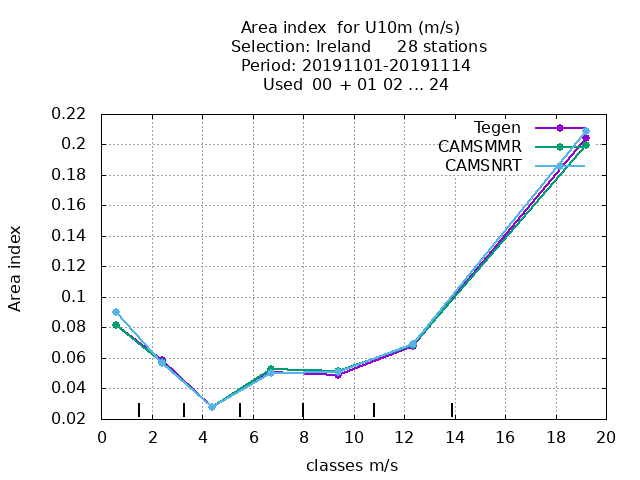 Area index  for U10m (m/s)
Selection: Ireland     28 stations
Period: 20191101-20191114
Used  00  + 01 02 ... 24
0.22
0.2
0.18
0.16
0.14
0.12
0.1
0.08
0.06
0.04
0.02
Area index
Tegen
CAMSMMR
CAMSNRT
0 2 4 6 8 10 12 14 16 18 20
classes m/s